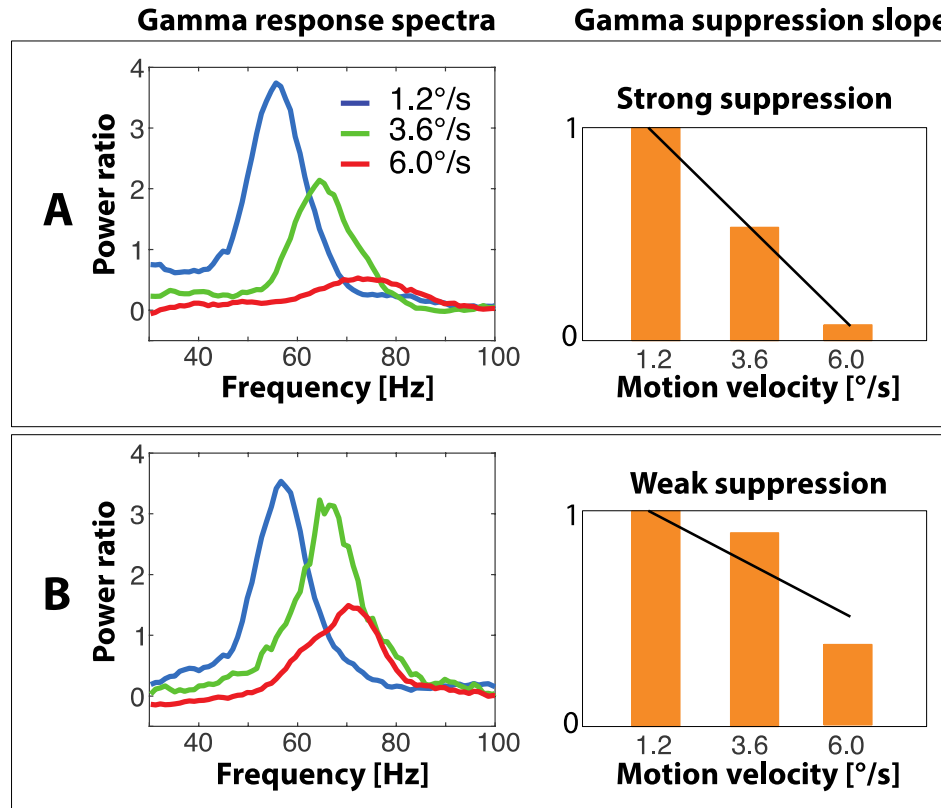 Gamma response spectra
Gamma suppression slope
A
Power ratio
4
3
2
1
0
1.2°/s
3.6°/s
6.0°/s
40 60 80 100
Frequency [Hz]
Strong suppression
1
0
1.2 3.6 6.0
Motion velocity [°/s]
B
Power ratio
4
3
2
1
0
40 60 80 100
Frequency [Hz]
Weak suppression
1
0
1.2 3.6 6.0
Motion velocity [°/s]